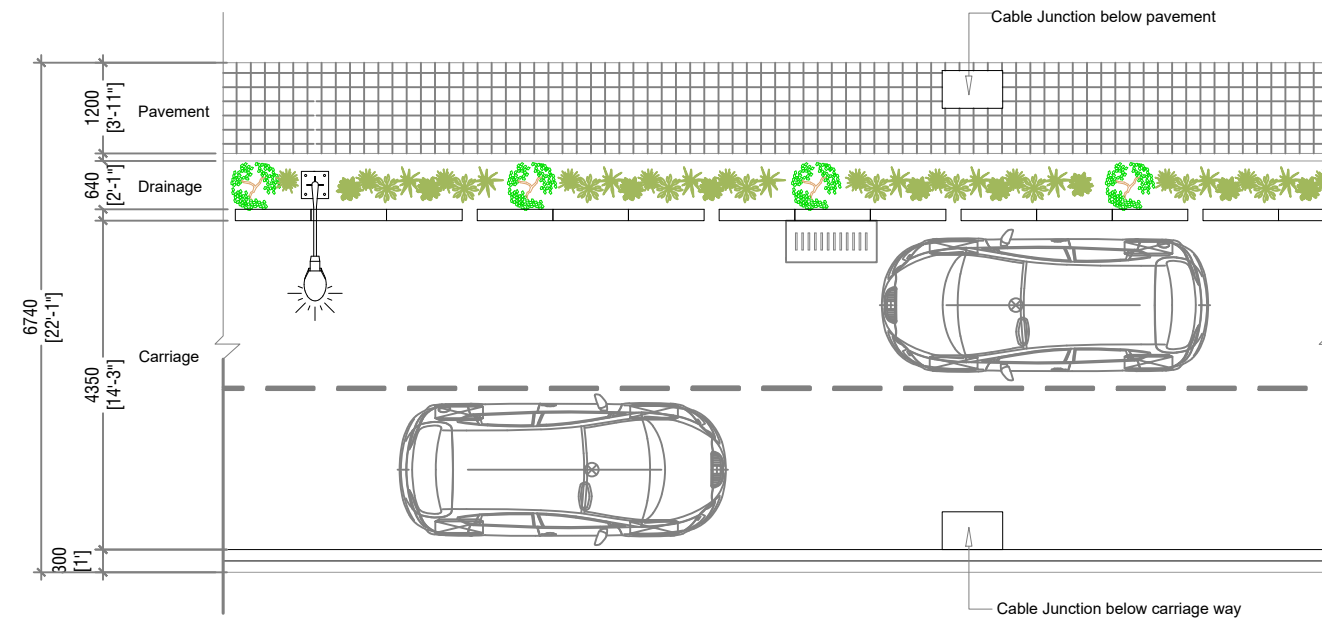 Cable Junction below pavement
1200
[3'-11"]
Pavement
640
[2'-1"]
Drainage
6740
[22'-1"]
4350
[14'-3"]
Carriage
300
[1']
Cable Junction below carriage way